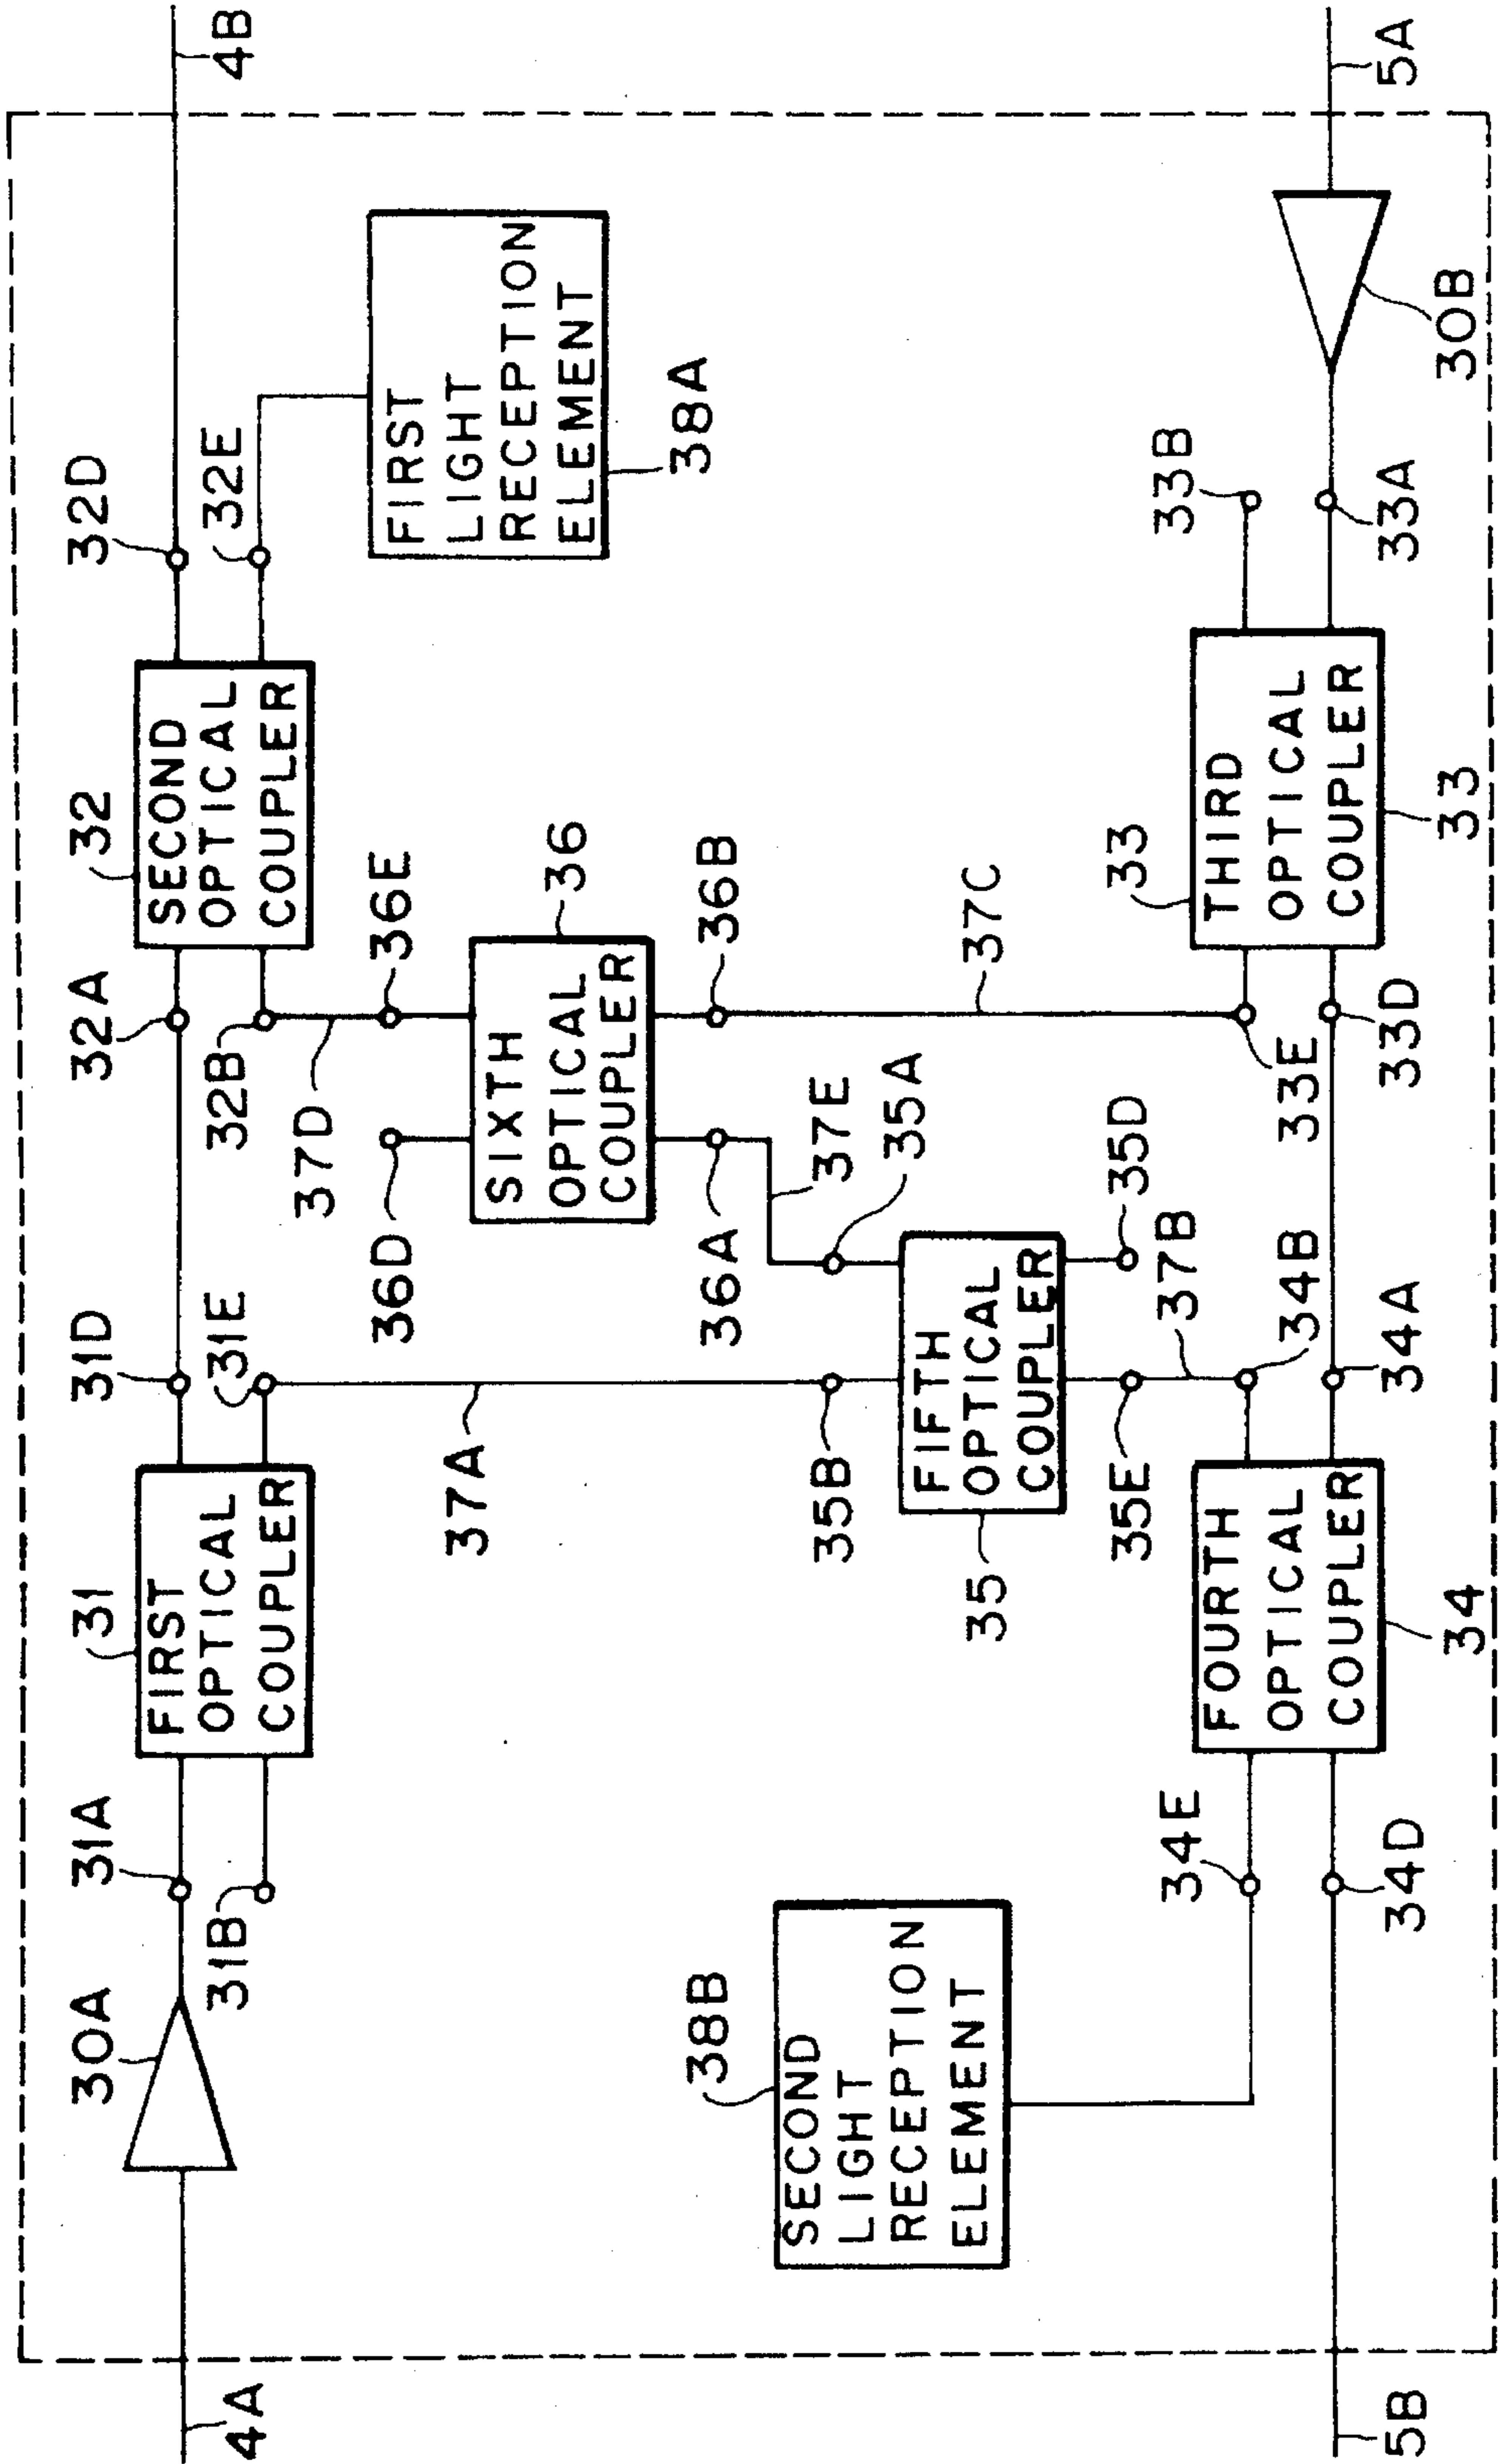 4A
30A
31A
31B
31
FIRST
OPTICAL
COUPLER
31D
31E
32A
32B
32
SECOND
OPTICAL
COUPLER
32D
32E
4B
FIRST
LIGHT
RECEPTION
ELEMENT
38A
37A
37D
36D
36E
36
SIXTH
OPTICAL
COUPLER
36A
36B
37E
37C
35A
35B
35
FIFTH
OPTICAL
COUPLER
35D
35E
37B
38B
SECOND
LIGHT
RECEPTION
ELEMENT
34E
34D
FOURTH
OPTICAL
COUPLER
34
34B
34A
33E
33D
33
THIRD
OPTICAL
COUPLER
33
33B
33A
30B
5A
5B